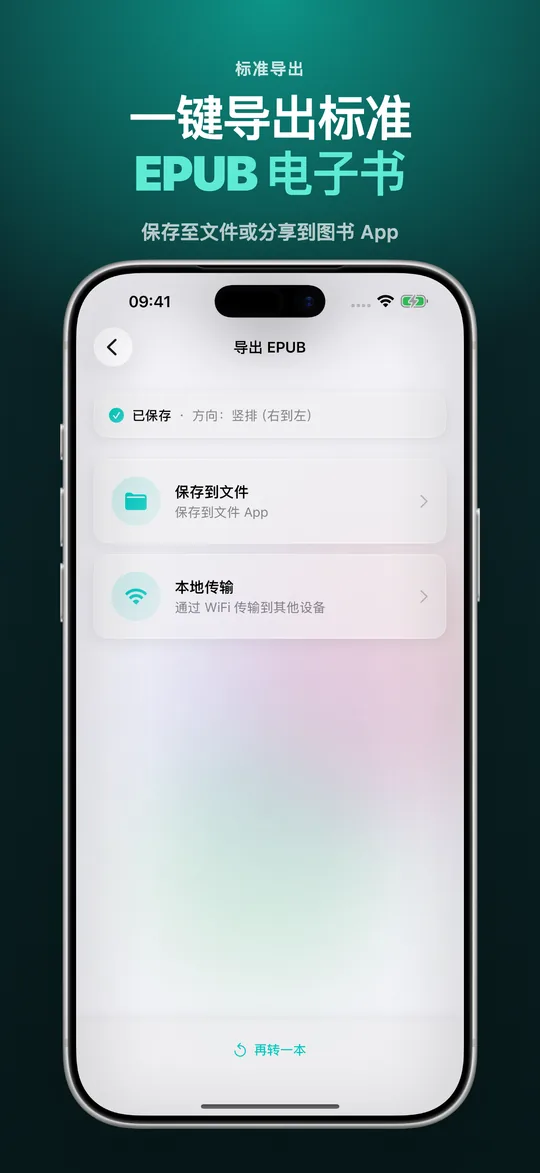 标准导出
一键导出标准
EPUB 电子书
保存至文件或分享到图书 App
09:41
导出 EPUB
已保存 · 方向：竖排 (右到左)
保存到文件
保存到文件 App
本地传输
通过 WiFi 传输到其他设备
再转一本